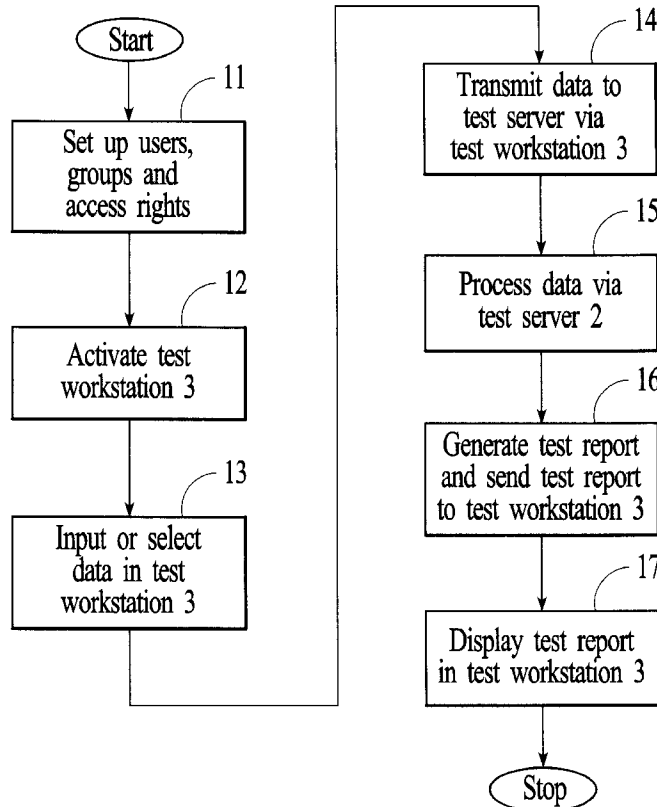 Start
11
Set up users,
groups and
access rights
12
Activate test
workstation 3
13
Input or select
data in test
workstation 3
14
Transmit data to
test server via
test workstation 3
15
Process data via
test server 2
16
Generate test report
and send test report
to test workstation 3
17
Display test report
in test workstation 3
Stop